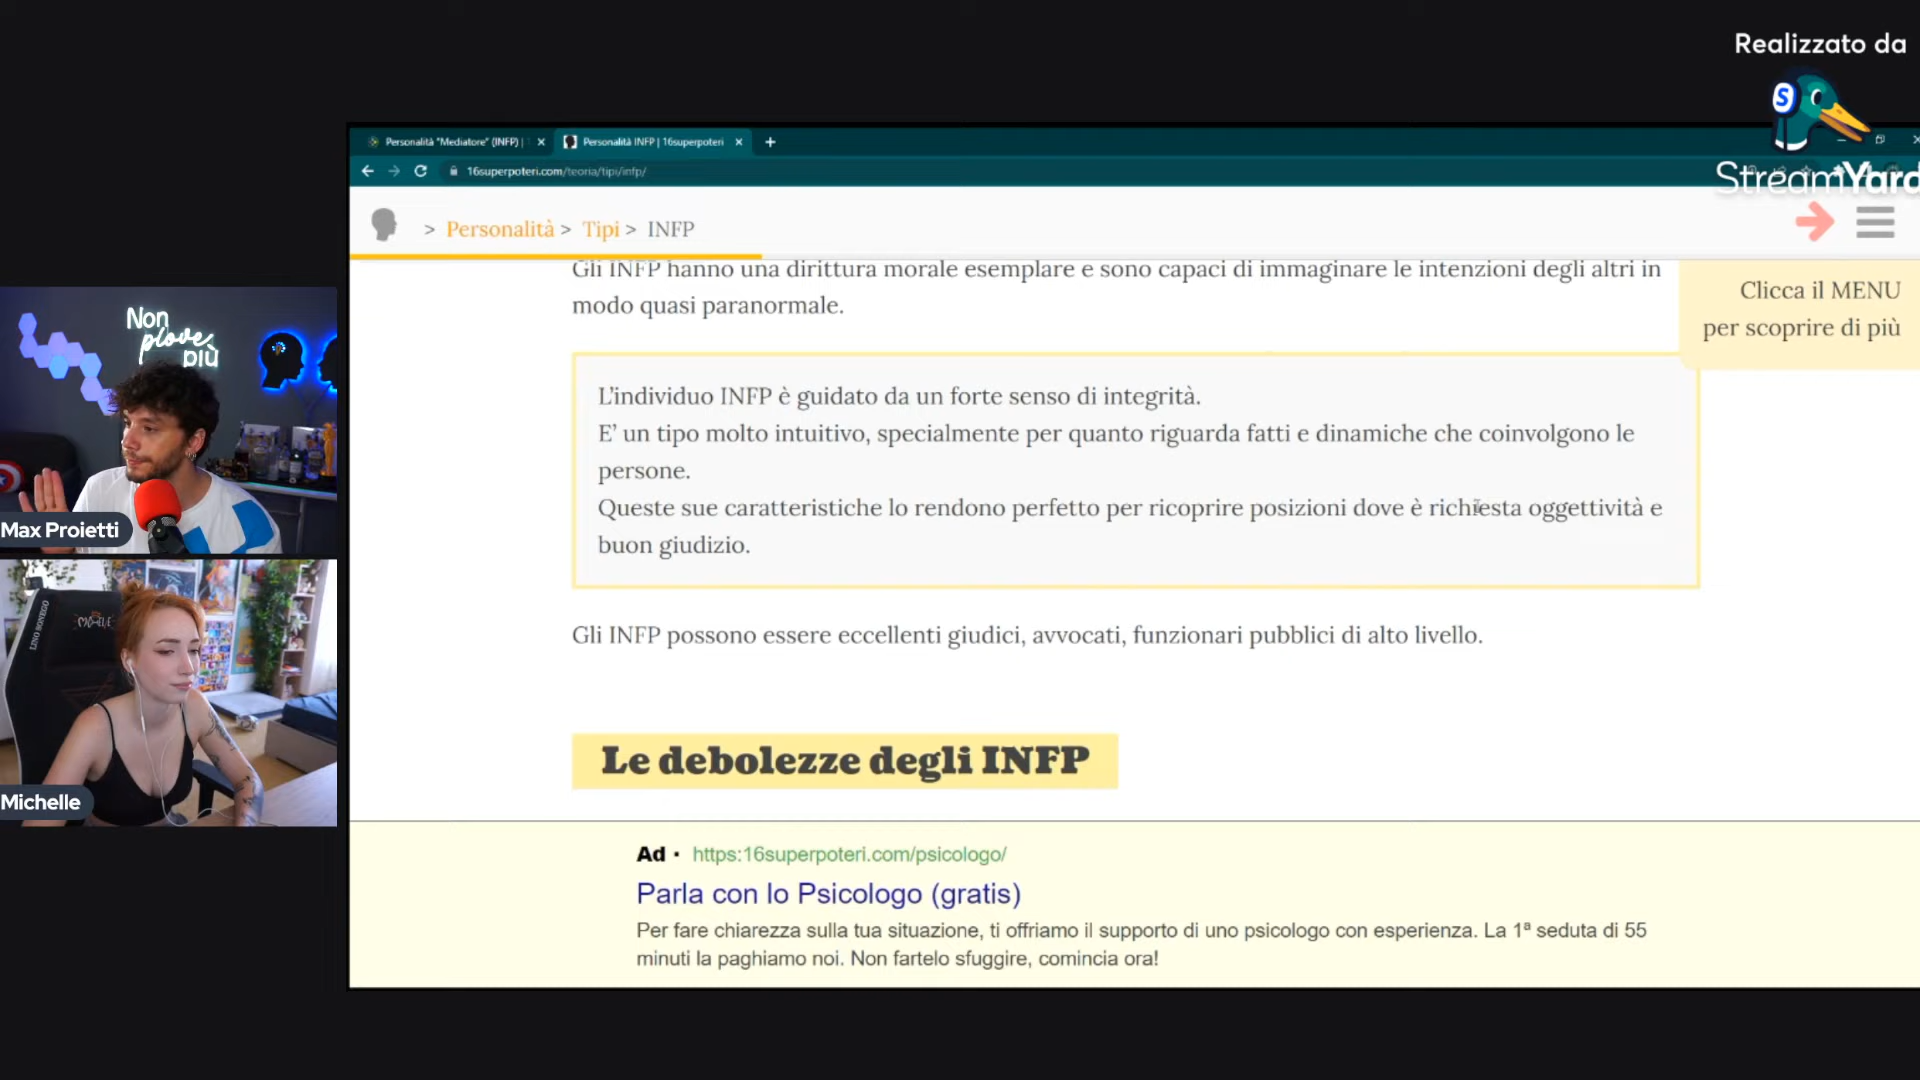 Realizzato da
S
StreamYard
Personalità "Mediatore" (INFP) |
Personalità INFP | 16superpoteri
16superpoteri.com/teoria/tipi/infp/
> Personalità > Tipi > INFP
Clicca il MENU
per scoprire di più
Gli INFP hanno una dirittura morale esemplare e sono capaci di immaginare le intenzioni degli altri in
modo quasi paranormale.
L'individuo INFP è guidato da un forte senso di integrità.
E' un tipo molto intuitivo, specialmente per quanto riguarda fatti e dinamiche che coinvolgono le
persone.
Queste sue caratteristiche lo rendono perfetto per ricoprire posizioni dove è richiesta oggettività e
buon giudizio.
Gli INFP possono essere eccellenti giudici, avvocati, funzionari pubblici di alto livello.
Le debolezze degli INFP
Ad · https:16superpoteri.com/psicologo/
Parla con lo Psicologo (gratis)
Per fare chiarezza sulla tua situazione, ti offriamo il supporto di uno psicologo con esperienza. La 1ª seduta di 55
minuti la paghiamo noi. Non fartelo sfuggire, comincia ora!
Non
piove
più
Max Proietti
Michelle